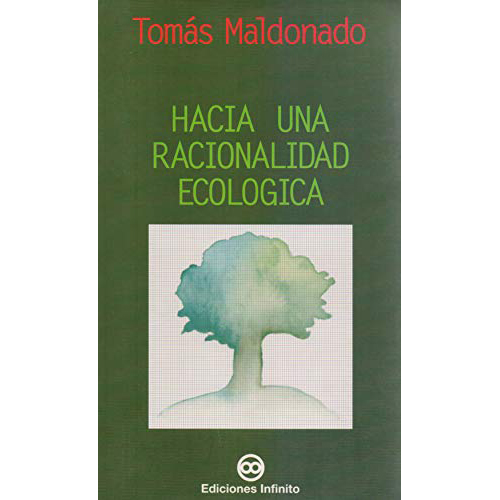 Tomás Maldonado
HACIA UNA
RACIONALIDAD
ECOLOGICA
Ediciones Infinito